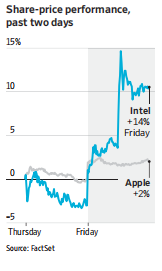 Share-price performance,
past two days
15%
10
5
0
–5
Intel
+14%
Friday
Apple
+2%
Thursday
Friday
Source: FactSet